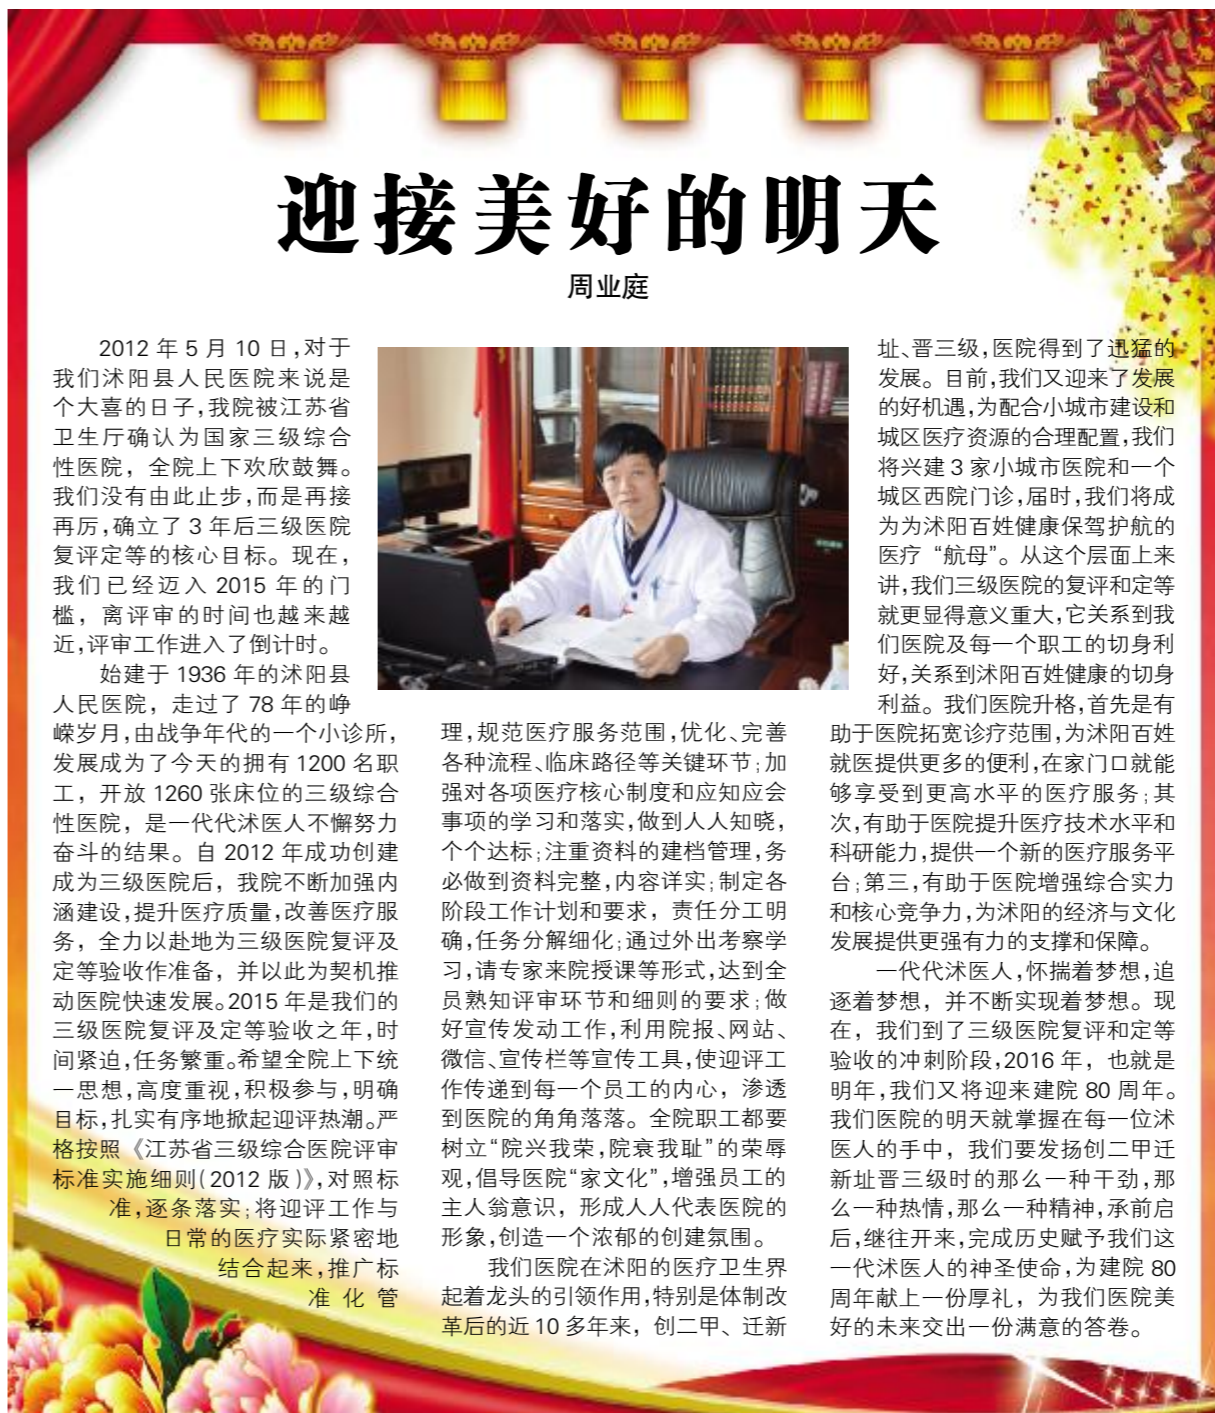 迎接美好的明天
周业庭
2012年5月10日,对于
我们沭阳县人民医院来说是
个大喜的日子,我院被江苏省
卫生厅确认为国家三级综合
性医院，全院上下欢欣鼓舞。
我们没有由此止步,而是再接
再厉,确立了3年后三级医院
复评定等的核心目标。现在,
我们已经迈入2015年的门
槛，离评审的时间也越来越
近,评审工作进入了倒计时。
始建于1936年的沭阳县
人民医院，走过了78年的峥
嵘岁月,由战争年代的一个小诊所,
发展成为了今天的拥有1200名职
工，开放1260张床位的三级综合
性医院，是一代代沭医人不懈努力
奋斗的结果。自2012年成功创建
成为三级医院后，我院不断加强内
涵建设,提升医疗质量,改善医疗服
务，全力以赴地为三级医院复评及
定等验收作准备，并以此为契机推
动医院快速发展。2015年是我们的
三级医院复评及定等验收之年,时
间紧迫,任务繁重。希望全院上下统
一思想,高度重视,积极参与,明确
目标,扎实有序地掀起迎评热潮。严
格按照《江苏省三级综合医院评审
标准实施细则(2012版)》,对照标
准,逐条落实;将迎评工作与
日常的医疗实际紧密地
结合起来,推广标
准化管
理,规范医疗服务范围,优化、完善
各种流程、临床路径等关键环节;加
强对各项医疗核心制度和应知应会
事项的学习和落实,做到人人知晓,
个个达标;注重资料的建档管理,务
必做到资料完整,内容详实;制定各
阶段工作计划和要求，责任分工明
确,任务分解细化;通过外出考察学
习,请专家来院授课等形式,达到全
员熟知评审环节和细则的要求;做
好宣传发动工作,利用院报、网站、
微信、宣传栏等宣传工具,使迎评工
作传递到每一个员工的内心，渗透
到医院的角角落落。全院职工都要
树立“院兴我荣,院衰我耻”的荣辱
观,倡导医院“家文化”,增强员工的
主人翁意识，形成人人代表医院的
形象,创造一个浓郁的创建氛围。
我们医院在沭阳的医疗卫生界
起着龙头的引领作用,特别是体制改
革后的近10多年来，创二甲、迁新
址、晋三级,医院得到了迅猛的
发展。目前,我们又迎来了发展
的好机遇,为配合小城市建设和
城区医疗资源的合理配置,我们
将兴建3家小城市医院和一个
城区西院门诊,届时,我们将成
为为沭阳百姓健康保驾护航的
医疗“航母”。从这个层面上来
讲,我们三级医院的复评和定等
就更显得意义重大,它关系到我
们医院及每一个职工的切身利
好,关系到沭阳百姓健康的切身
利益。我们医院升格,首先是有
助于医院拓宽诊疗范围,为沭阳百姓
就医提供更多的便利,在家门口就能
够享受到更高水平的医疗服务;其
次,有助于医院提升医疗技术水平和
科研能力,提供一个新的医疗服务平
台;第三,有助于医院增强综合实力
和核心竞争力,为沭阳的经济与文化
发展提供更强有力的支撑和保障。
一代代沭医人,怀揣着梦想,追
逐着梦想，并不断实现着梦想。现
在，我们到了三级医院复评和定等
验收的冲刺阶段,2016年，也就是
明年,我们又将迎来建院80周年。
我们医院的明天就掌握在每一位沭
医人的手中，我们要发扬创二甲迁
新址晋三级时的那么一种干劲,那
么一种热情,那么一种精神,承前启
后,继往开来,完成历史赋予我们这
一代沭医人的神圣使命,为建院80
周年献上一份厚礼，为我们医院美
好的未来交出一份满意的答卷。